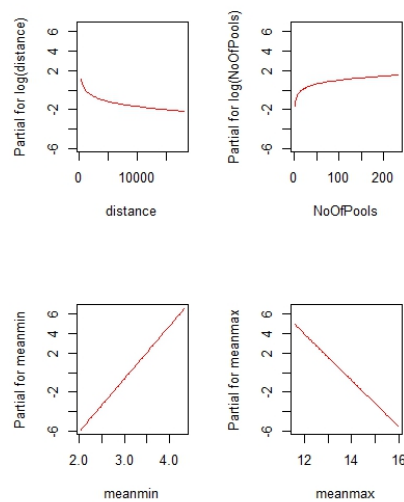 Partial for log(distance)
6
2
-2
-6
0 10000
distance
Partial for log(NoOfPools)
6
2
-2
-6
0 100 200
NoOfPools
Partial for meanmin
6
2
-2
-6
2.0 3.0 4.0
meanmin
Partial for meanmax
6
2
-2
-6
12 14 16
meanmax